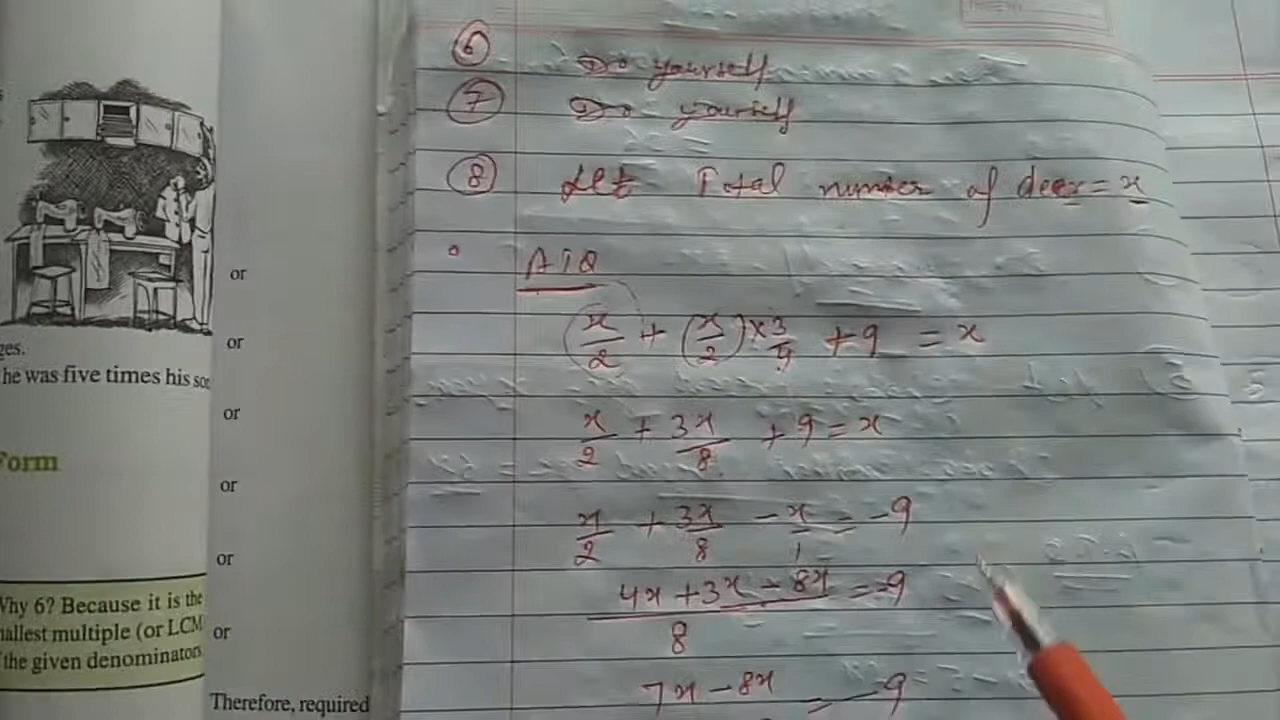 ges.
he was five times his so
Form
Why 6? Because it is the
mallest multiple (or LCM
f the given denominators
or
or
or
or
or
or
Therefore, required
⑥ Do yourself
⑦ Do yourself
⑧ Let Total number of deer = x
ATQ
(x/2) + (x/2) × 3/4 + 9 = x
x/2 + 3x/8 + 9 = x
x/2 + 3x/8 - x/1 = -9
(4x + 3x - 8x)/8 = -9
7x - 8x = -9